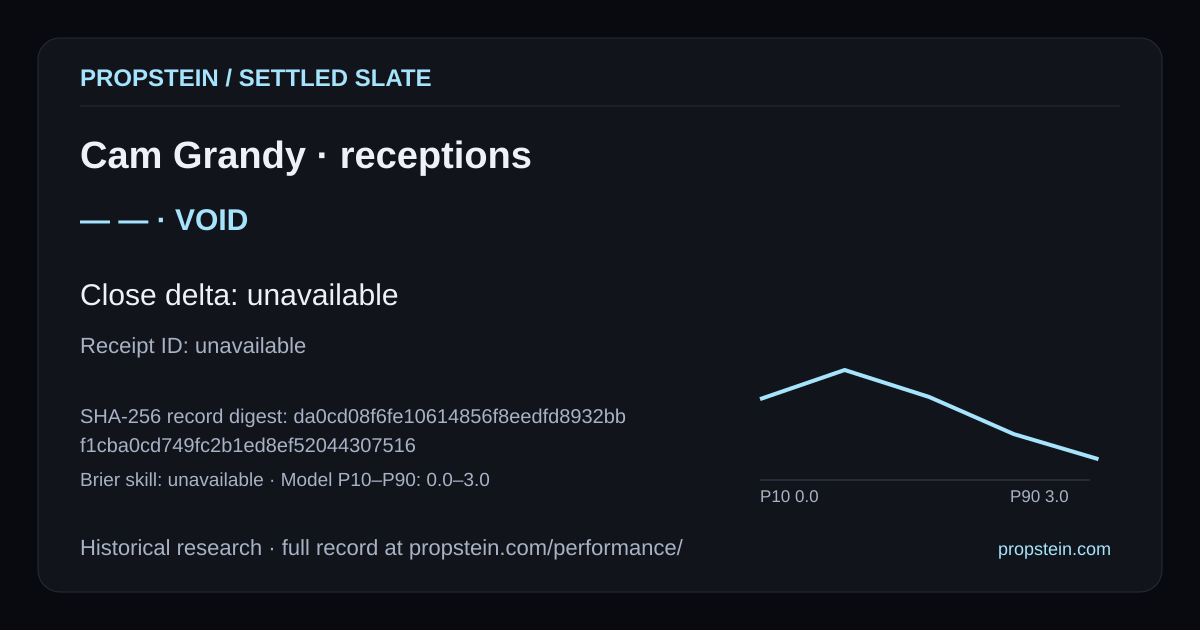 PROPSTEIN / SETTLED SLATE
Cam Grandy · receptions
— — · VOID
Close delta: unavailable
Receipt ID: unavailable
SHA-256 record digest: da0cd08f6fe10614856f8eedfd8932bb
f1cba0cd749fc2b1ed8ef52044307516
Brier skill: unavailable · Model P10–P90: 0.0–3.0
P10 0.0
P90 3.0
Historical research · full record at propstein.com/performance/
propstein.com